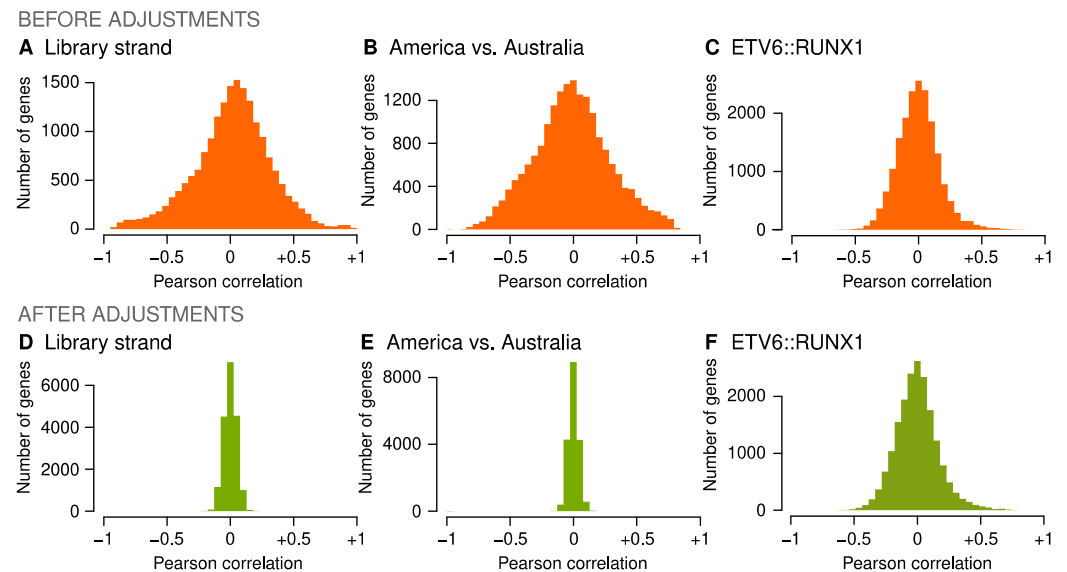 BEFORE ADJUSTMENTS
A Library strand
Number of genes
1500
1000
500
0
−1 −0.5 0 +0.5 +1
Pearson correlation
B America vs. Australia
Number of genes
1200
800
400
0
−1 −0.5 0 +0.5 +1
Pearson correlation
C ETV6::RUNX1
Number of genes
2000
1000
0
−1 −0.5 0 +0.5 +1
Pearson correlation
AFTER ADJUSTMENTS
D Library strand
Number of genes
6000
4000
2000
0
−1 −0.5 0 +0.5 +1
Pearson correlation
E America vs. Australia
Number of genes
8000
4000
0
−1 −0.5 0 +0.5 +1
Pearson correlation
F ETV6::RUNX1
Number of genes
2000
1000
0
−1 −0.5 0 +0.5 +1
Pearson correlation